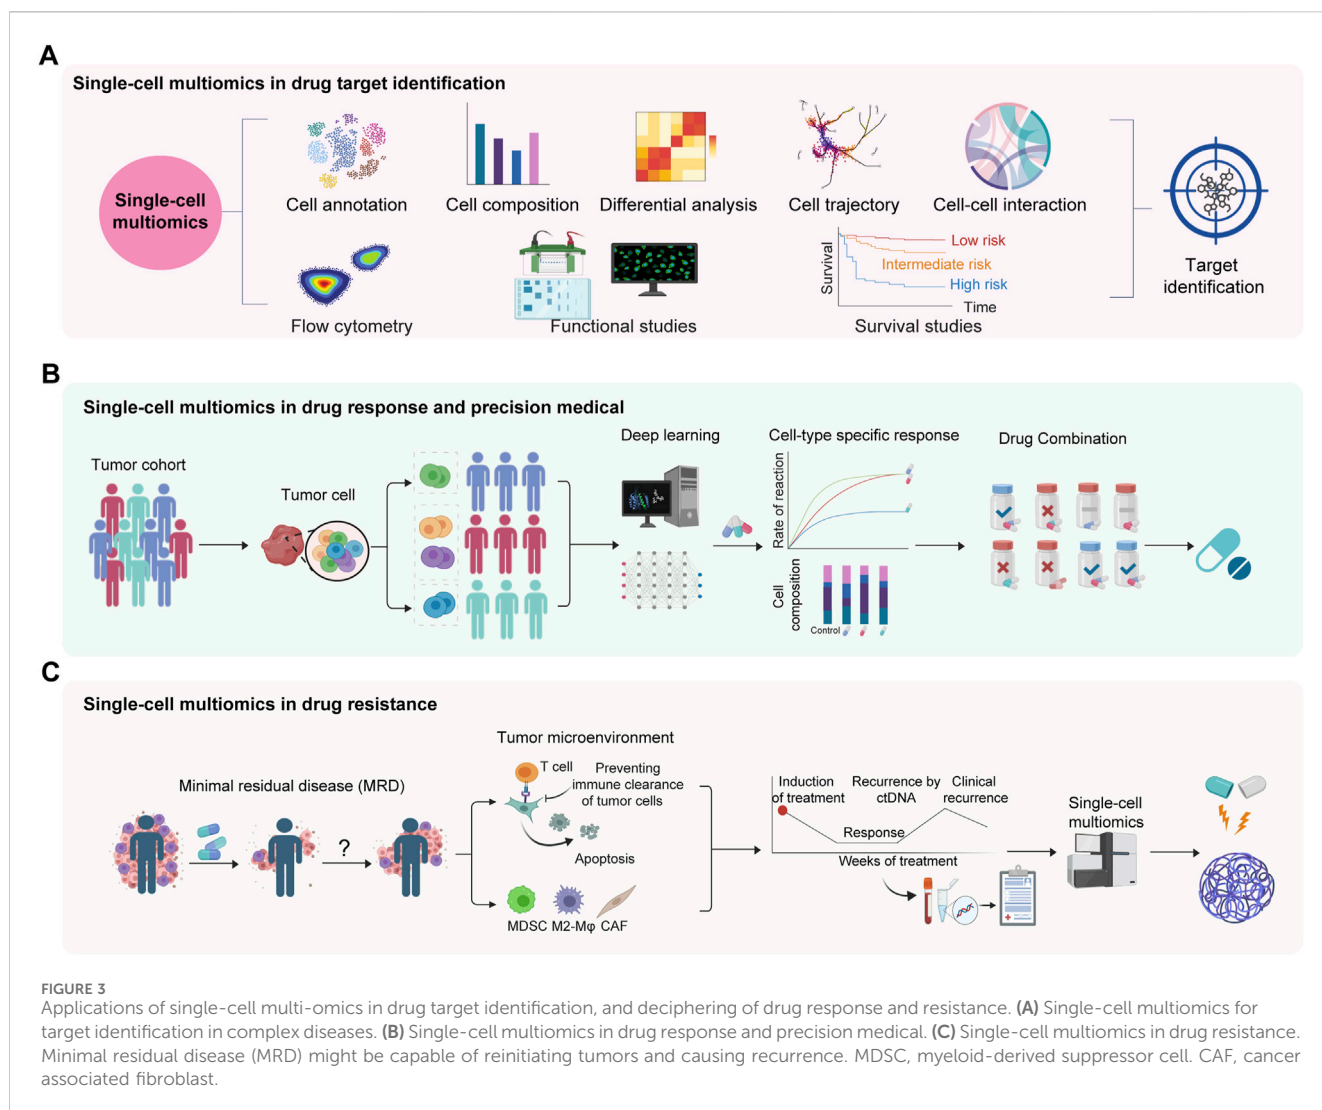 A
Single-cell multiomics in drug target identification
Single-cell
multiomics
Cell annotation
Cell composition
Differential analysis
Cell trajectory
Cell-cell interaction
Flow cytometry
Functional studies
Survival
Low risk
Intermediate risk
High risk
Time
Survival studies
Target
identification
B
Single-cell multiomics in drug response and precision medical
Tumor cohort
Tumor cell
Deep learning
Cell-type specific response
Rate of reaction
Cell
composition
Control
Drug Combination
C
Single-cell multiomics in drug resistance
Minimal residual disease (MRD)
?
Tumor microenvironment
T cell
Preventing
immune clearance
of tumor cells
Apoptosis
MDSC M2-Mφ CAF
Induction
of treatment
Recurrence by
ctDNA
Clinical
recurrence
Response
Weeks of treatment
Single-cell
multiomics
FIGURE 3
Applications of single-cell multi-omics in drug target identification, and deciphering of drug response and resistance. (A) Single-cell multiomics for
target identification in complex diseases. (B) Single-cell multiomics in drug response and precision medical. (C) Single-cell multiomics in drug resistance.
Minimal residual disease (MRD) might be capable of reinitiating tumors and causing recurrence. MDSC, myeloid-derived suppressor cell. CAF, cancer
associated fibroblast.